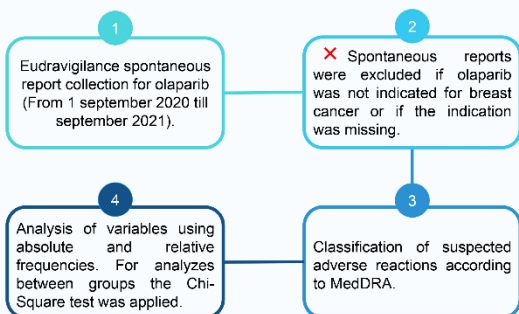 1
Eudravigilance spontaneous
report collection for olaparib
(From 1 september 2020 till
september 2021).
2
❌ Spontaneous reports
were excluded if olaparib
was not indicated for breast
cancer or if the indication
was missing.
4
Analysis of variables using
absolute and relative
frequencies. For analyzes
between groups the Chi-
Square test was applied.
3
Classification of suspected
adverse reactions according
to MedDRA.